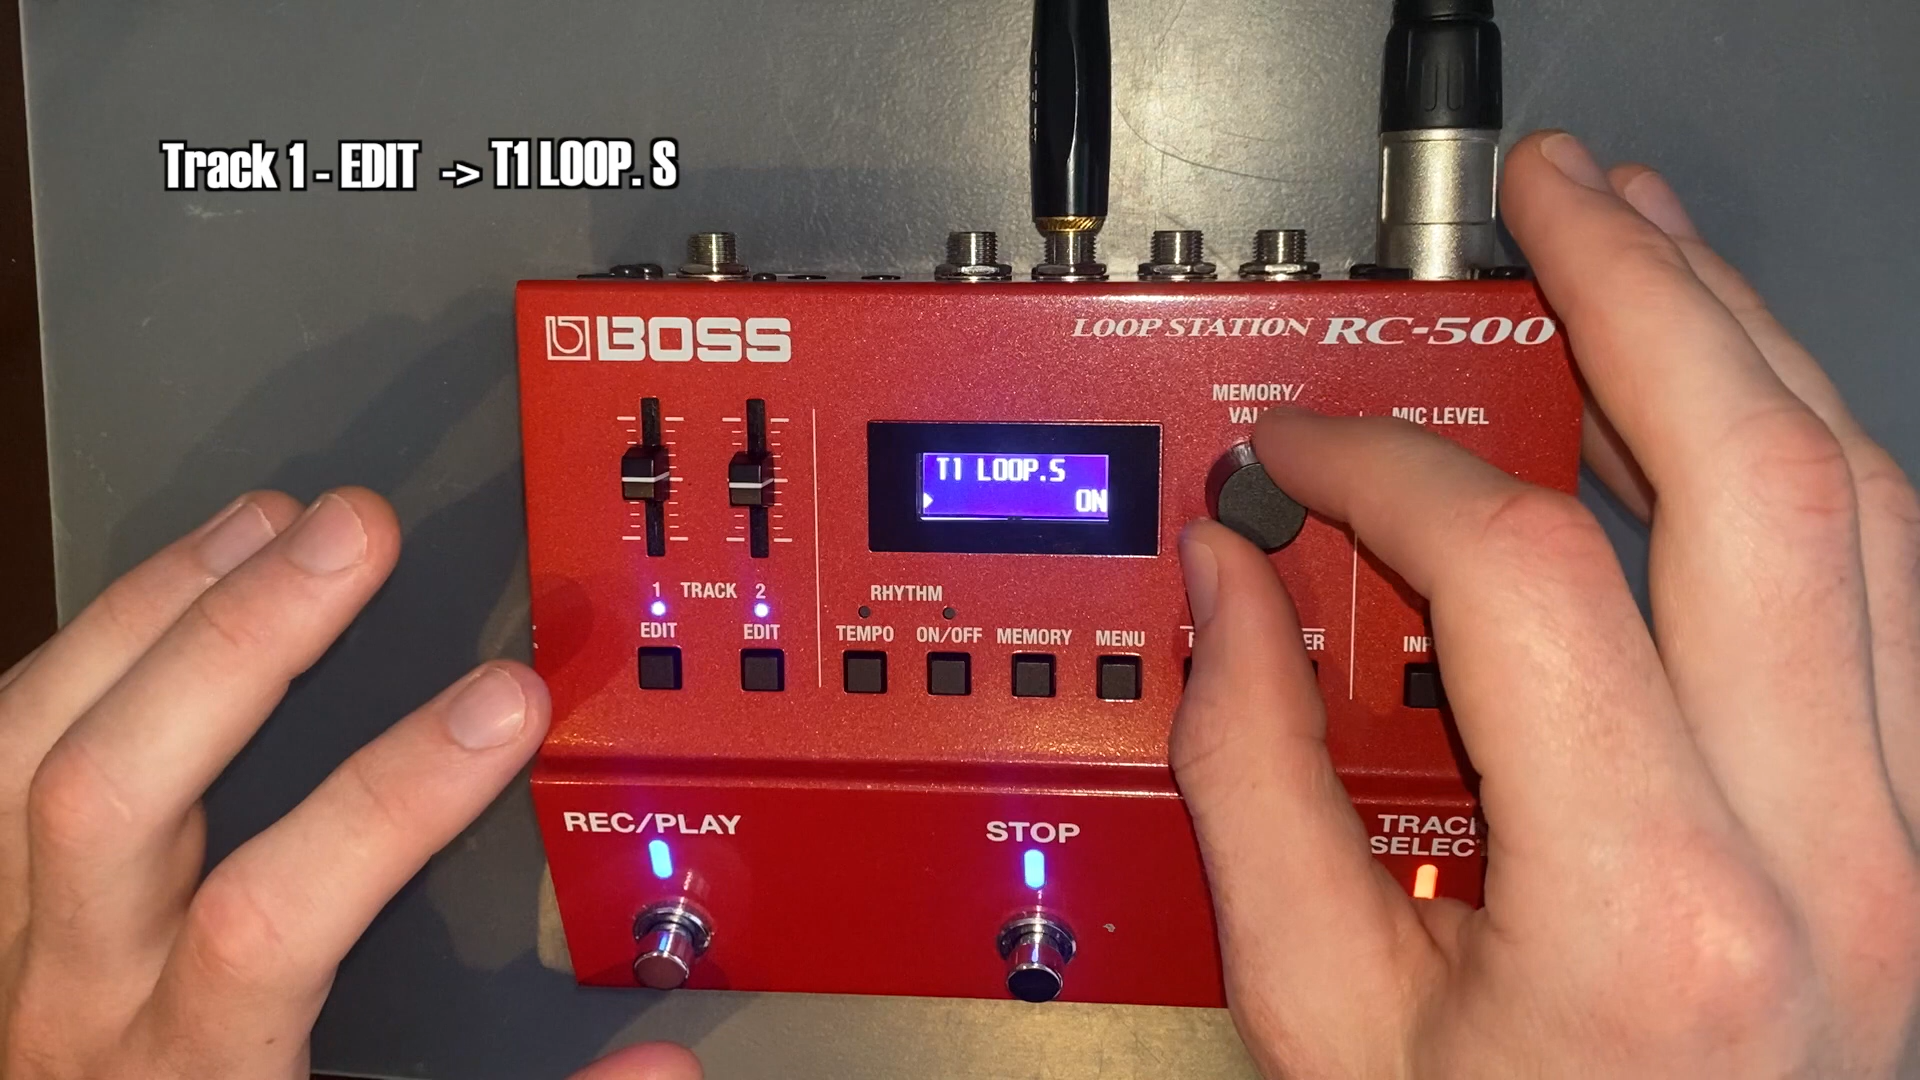 Track 1 - EDIT -> T1 LOOP. S
BOSS
LOOP STATION RC-500
MEMORY/
MIC LEVEL
T1 LOOP.S
ON
1 TRACK 2
RHYTHM
EDIT EDIT TEMPO ON/OFF MEMORY MENU
REC/PLAY STOP